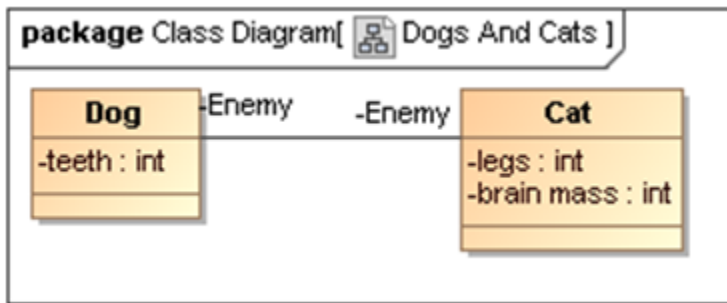 package Class Diagram[ Dogs And Cats ]
Dog
-teeth : int
-Enemy
-Enemy
Cat
-legs : int
-brain mass : int